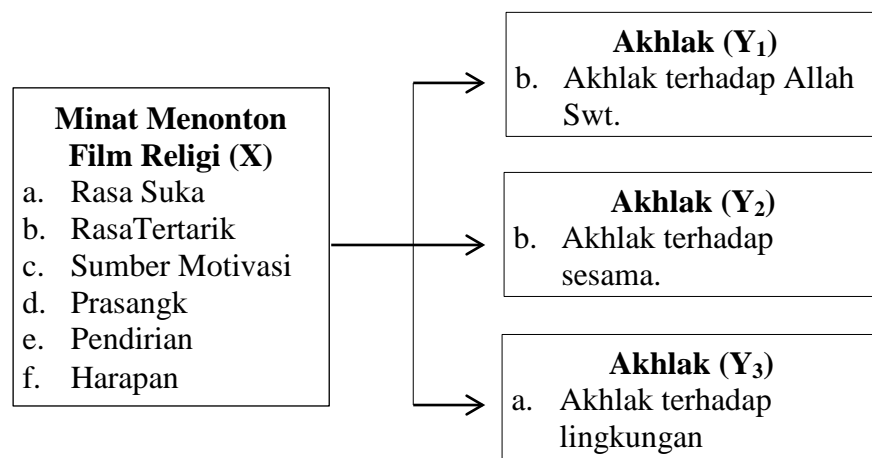 Minat Menonton
Film Religi (X)
a. Rasa Suka
b. RasaTertarik
c. Sumber Motivasi
d. Prasangk
e. Pendirian
f. Harapan
Akhlak (Y₁)
b. Akhlak terhadap Allah
Swt.
Akhlak (Y₂)
b. Akhlak terhadap
sesama.
Akhlak (Y₃)
a. Akhlak terhadap
lingkungan